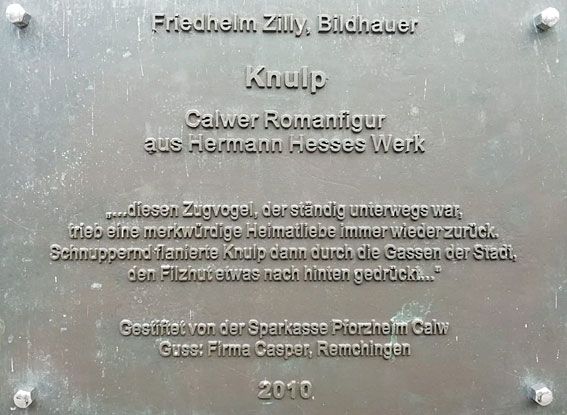 Friedhelm Zilly, Bildhauer
Knulp
Calwer Romanfigur
aus Hermann Hesses Werk
„...diesen Zugvogel, der ständig unterwegs war,
trieb eine merkwürdige Heimatliebe immer wieder zurück.
Schnuppernd flanierte Knulp dann durch die Gassen der Stadt,
den Filzhut etwas nach hinten gedrückt...“
Gestiftet von der Sparkasse Pforzheim Calw
Guss: Firma Casper, Remchingen
2010